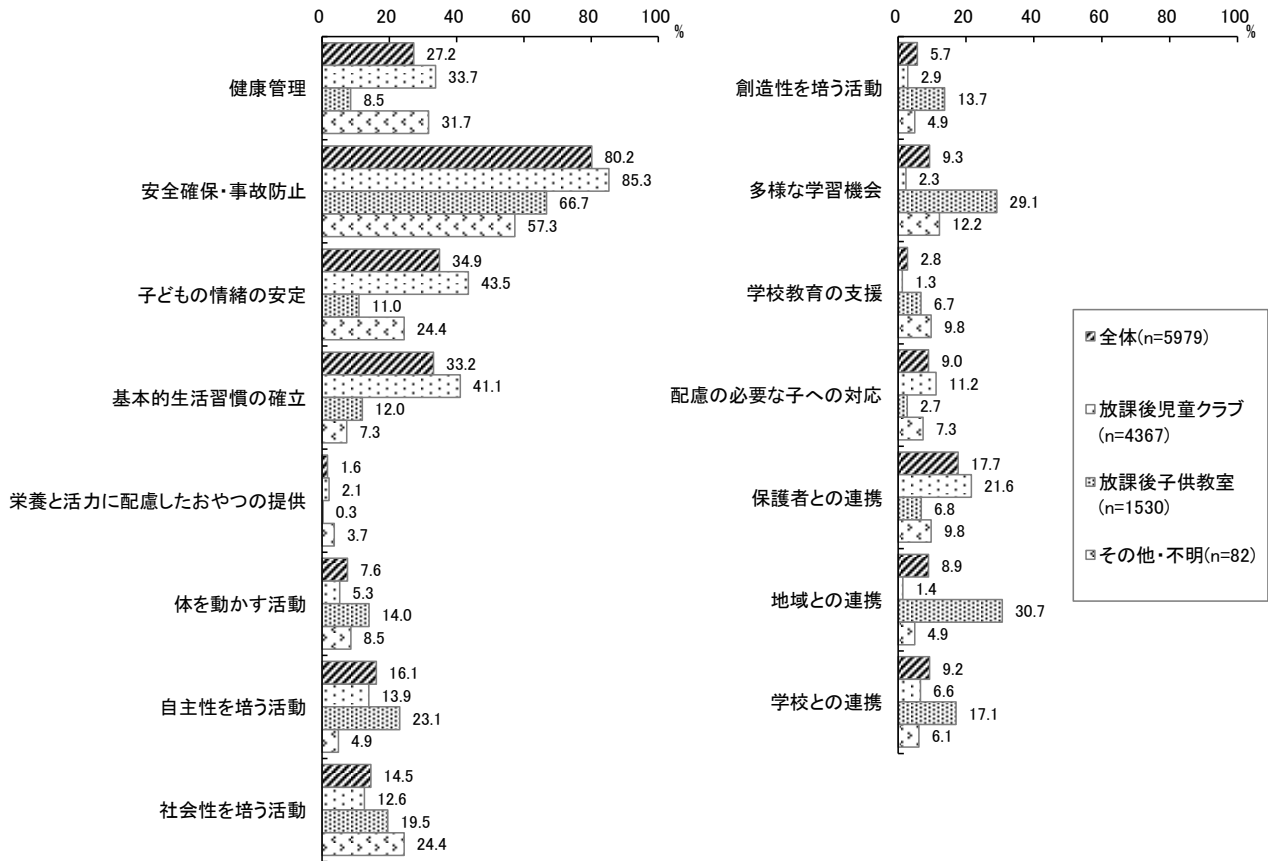 0 20 40 60 80 100 %
健康管理
27.2
33.7
8.5
31.7
安全確保・事故防止
80.2
85.3
66.7
57.3
子どもの情緒の安定
34.9
43.5
11.0
24.4
基本的生活習慣の確立
33.2
41.1
12.0
7.3
栄養と活力に配慮したおやつの提供
1.6
2.1
0.3
3.7
体を動かす活動
7.6
5.3
14.0
8.5
自主性を培う活動
16.1
13.9
23.1
4.9
社会性を培う活動
14.5
12.6
19.5
24.4
0 20 40 60 80 100 %
創造性を培う活動
5.7
2.9
13.7
4.9
多様な学習機会
9.3
2.3
29.1
12.2
学校教育の支援
2.8
1.3
6.7
9.8
配慮の必要な子への対応
9.0
11.2
2.7
7.3
保護者との連携
17.7
21.6
6.8
9.8
地域との連携
8.9
1.4
30.7
4.9
学校との連携
9.2
6.6
17.1
6.1
全体(n=5979)
放課後児童クラブ
(n=4367)
放課後子供教室
(n=1530)
その他・不明(n=82)